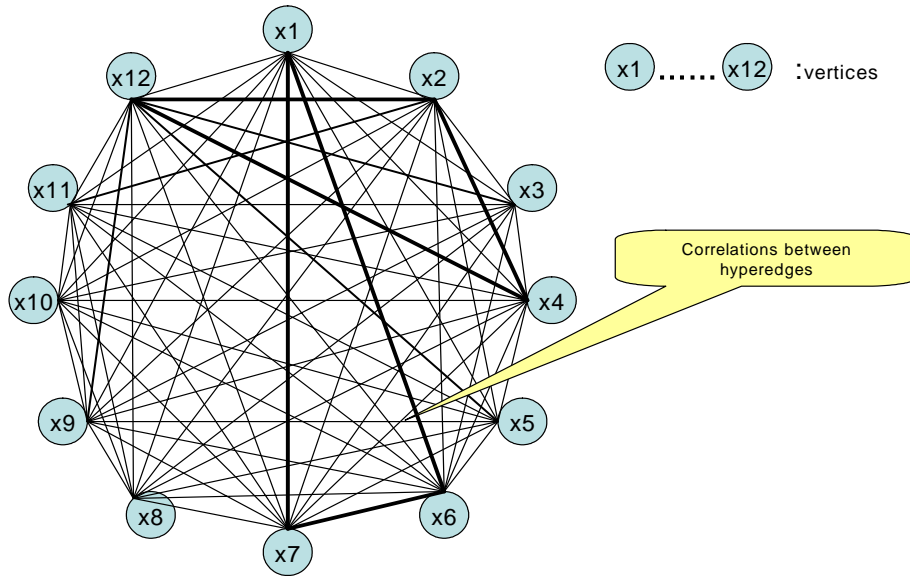 x1
x12
x2
x1 ...... x12 :vertices
x11
x3
Correlations between
hyperedges
x10
x4
x9
x5
x8
x6
x7